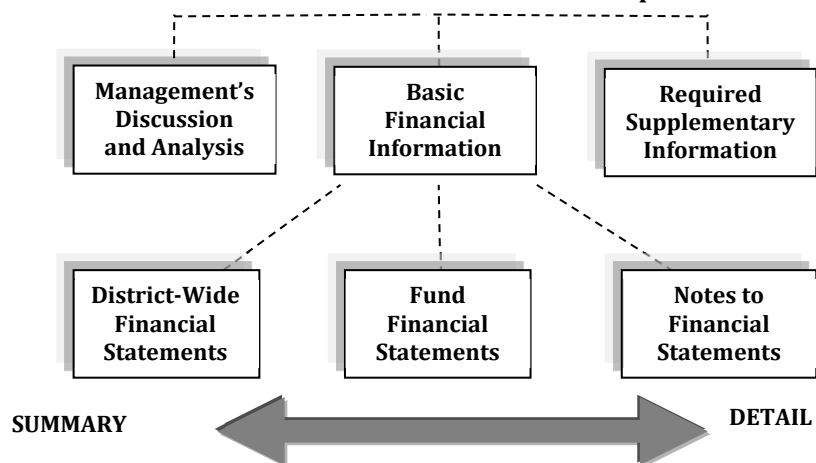 Management's
Discussion
and Analysis
Basic
Financial
Information
Required
Supplementary
Information
District-Wide
Financial
Statements
Fund
Financial
Statements
Notes to
Financial
Statements
SUMMARY
DETAIL